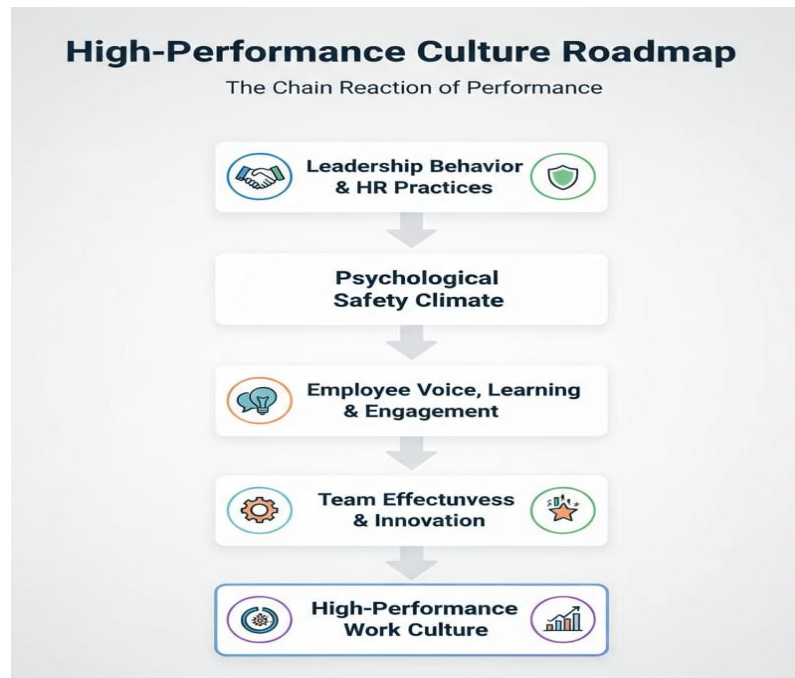 High-Performance Culture Roadmap
The Chain Reaction of Performance
Leadership Behavior
& HR Practices
Psychological
Safety Climate
Employee Voice, Learning
& Engagement
Team Effectunvess
& Innovation
High-Performance
Work Culture